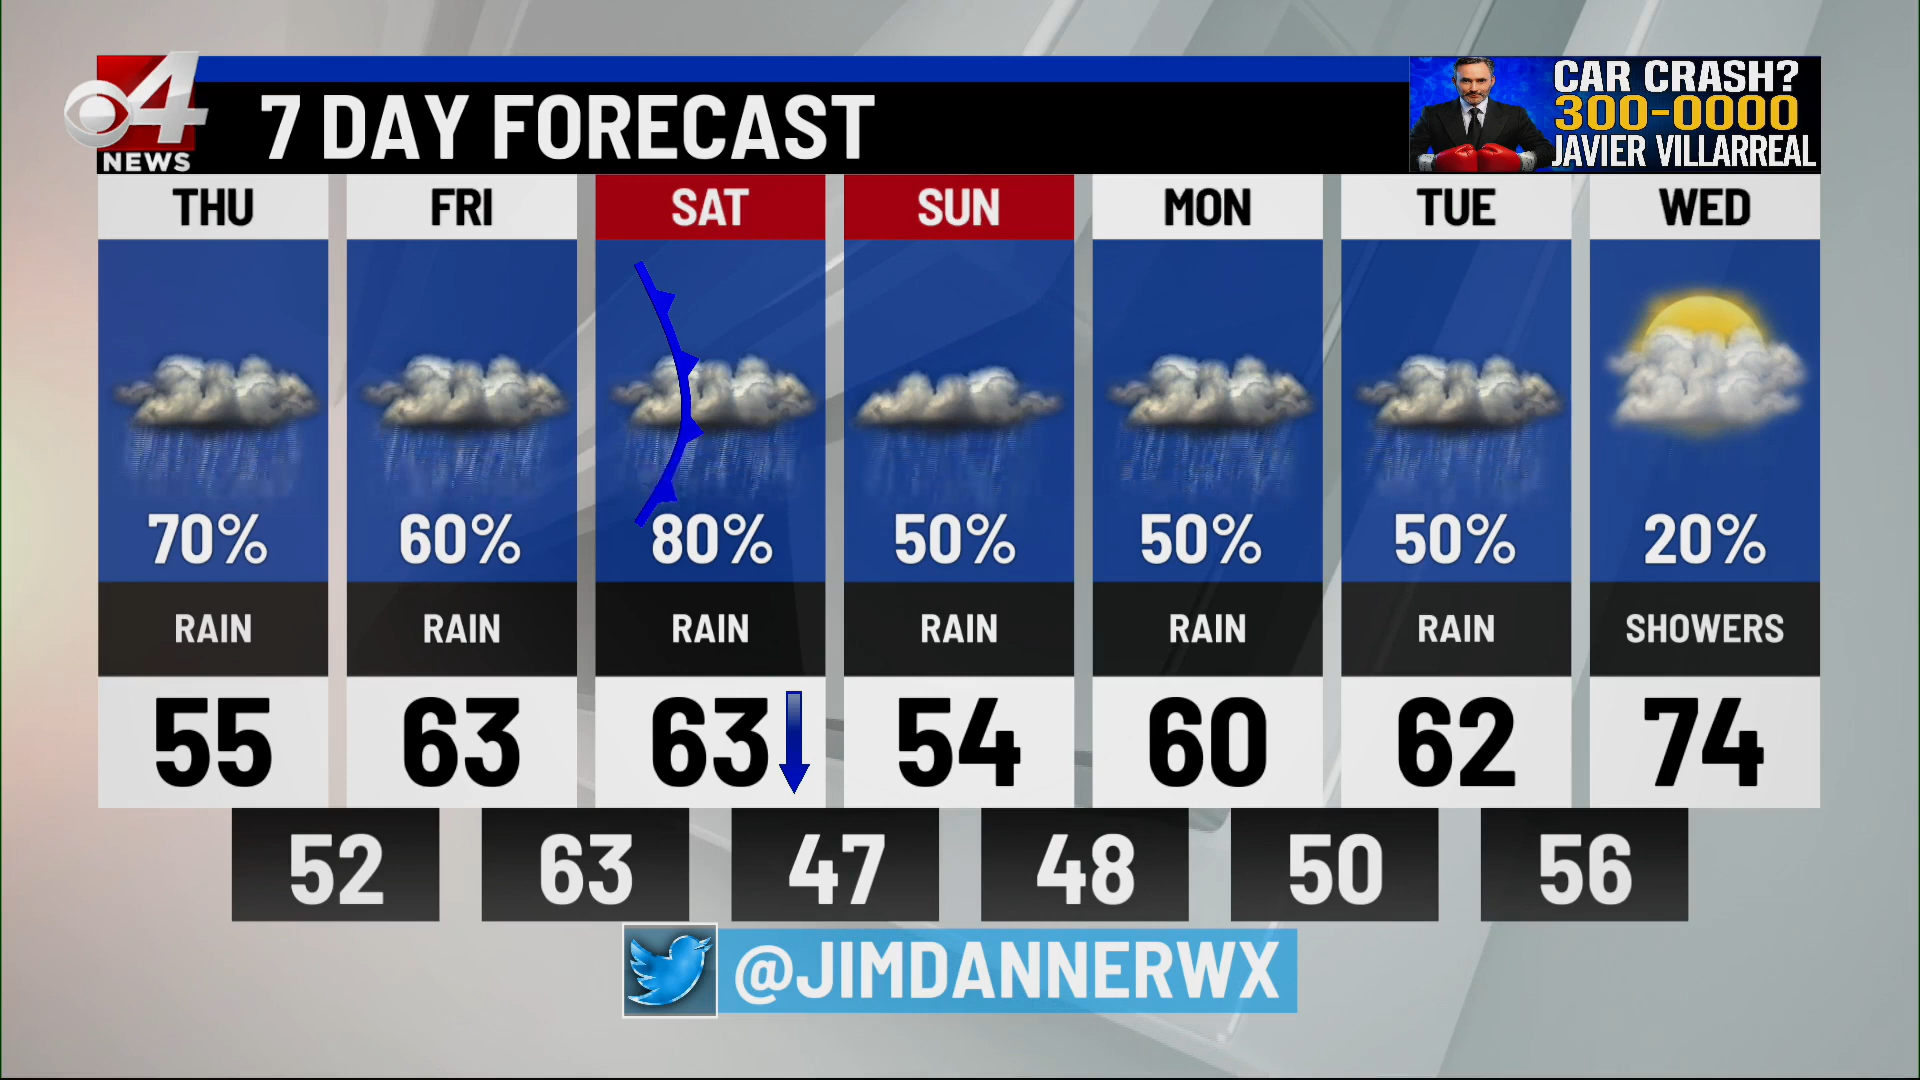 4
NEWS
7 DAY FORECAST
CAR CRASH?
300-0000
JAVIER VILLARREAL
THU FRI SAT SUN MON TUE WED
70% 60% 80% 50% 50% 50% 20%
RAIN RAIN RAIN RAIN RAIN RAIN SHOWERS
55 63 63 54 60 62 74
52 63 47 48 50 56
@JIMDANNERWX